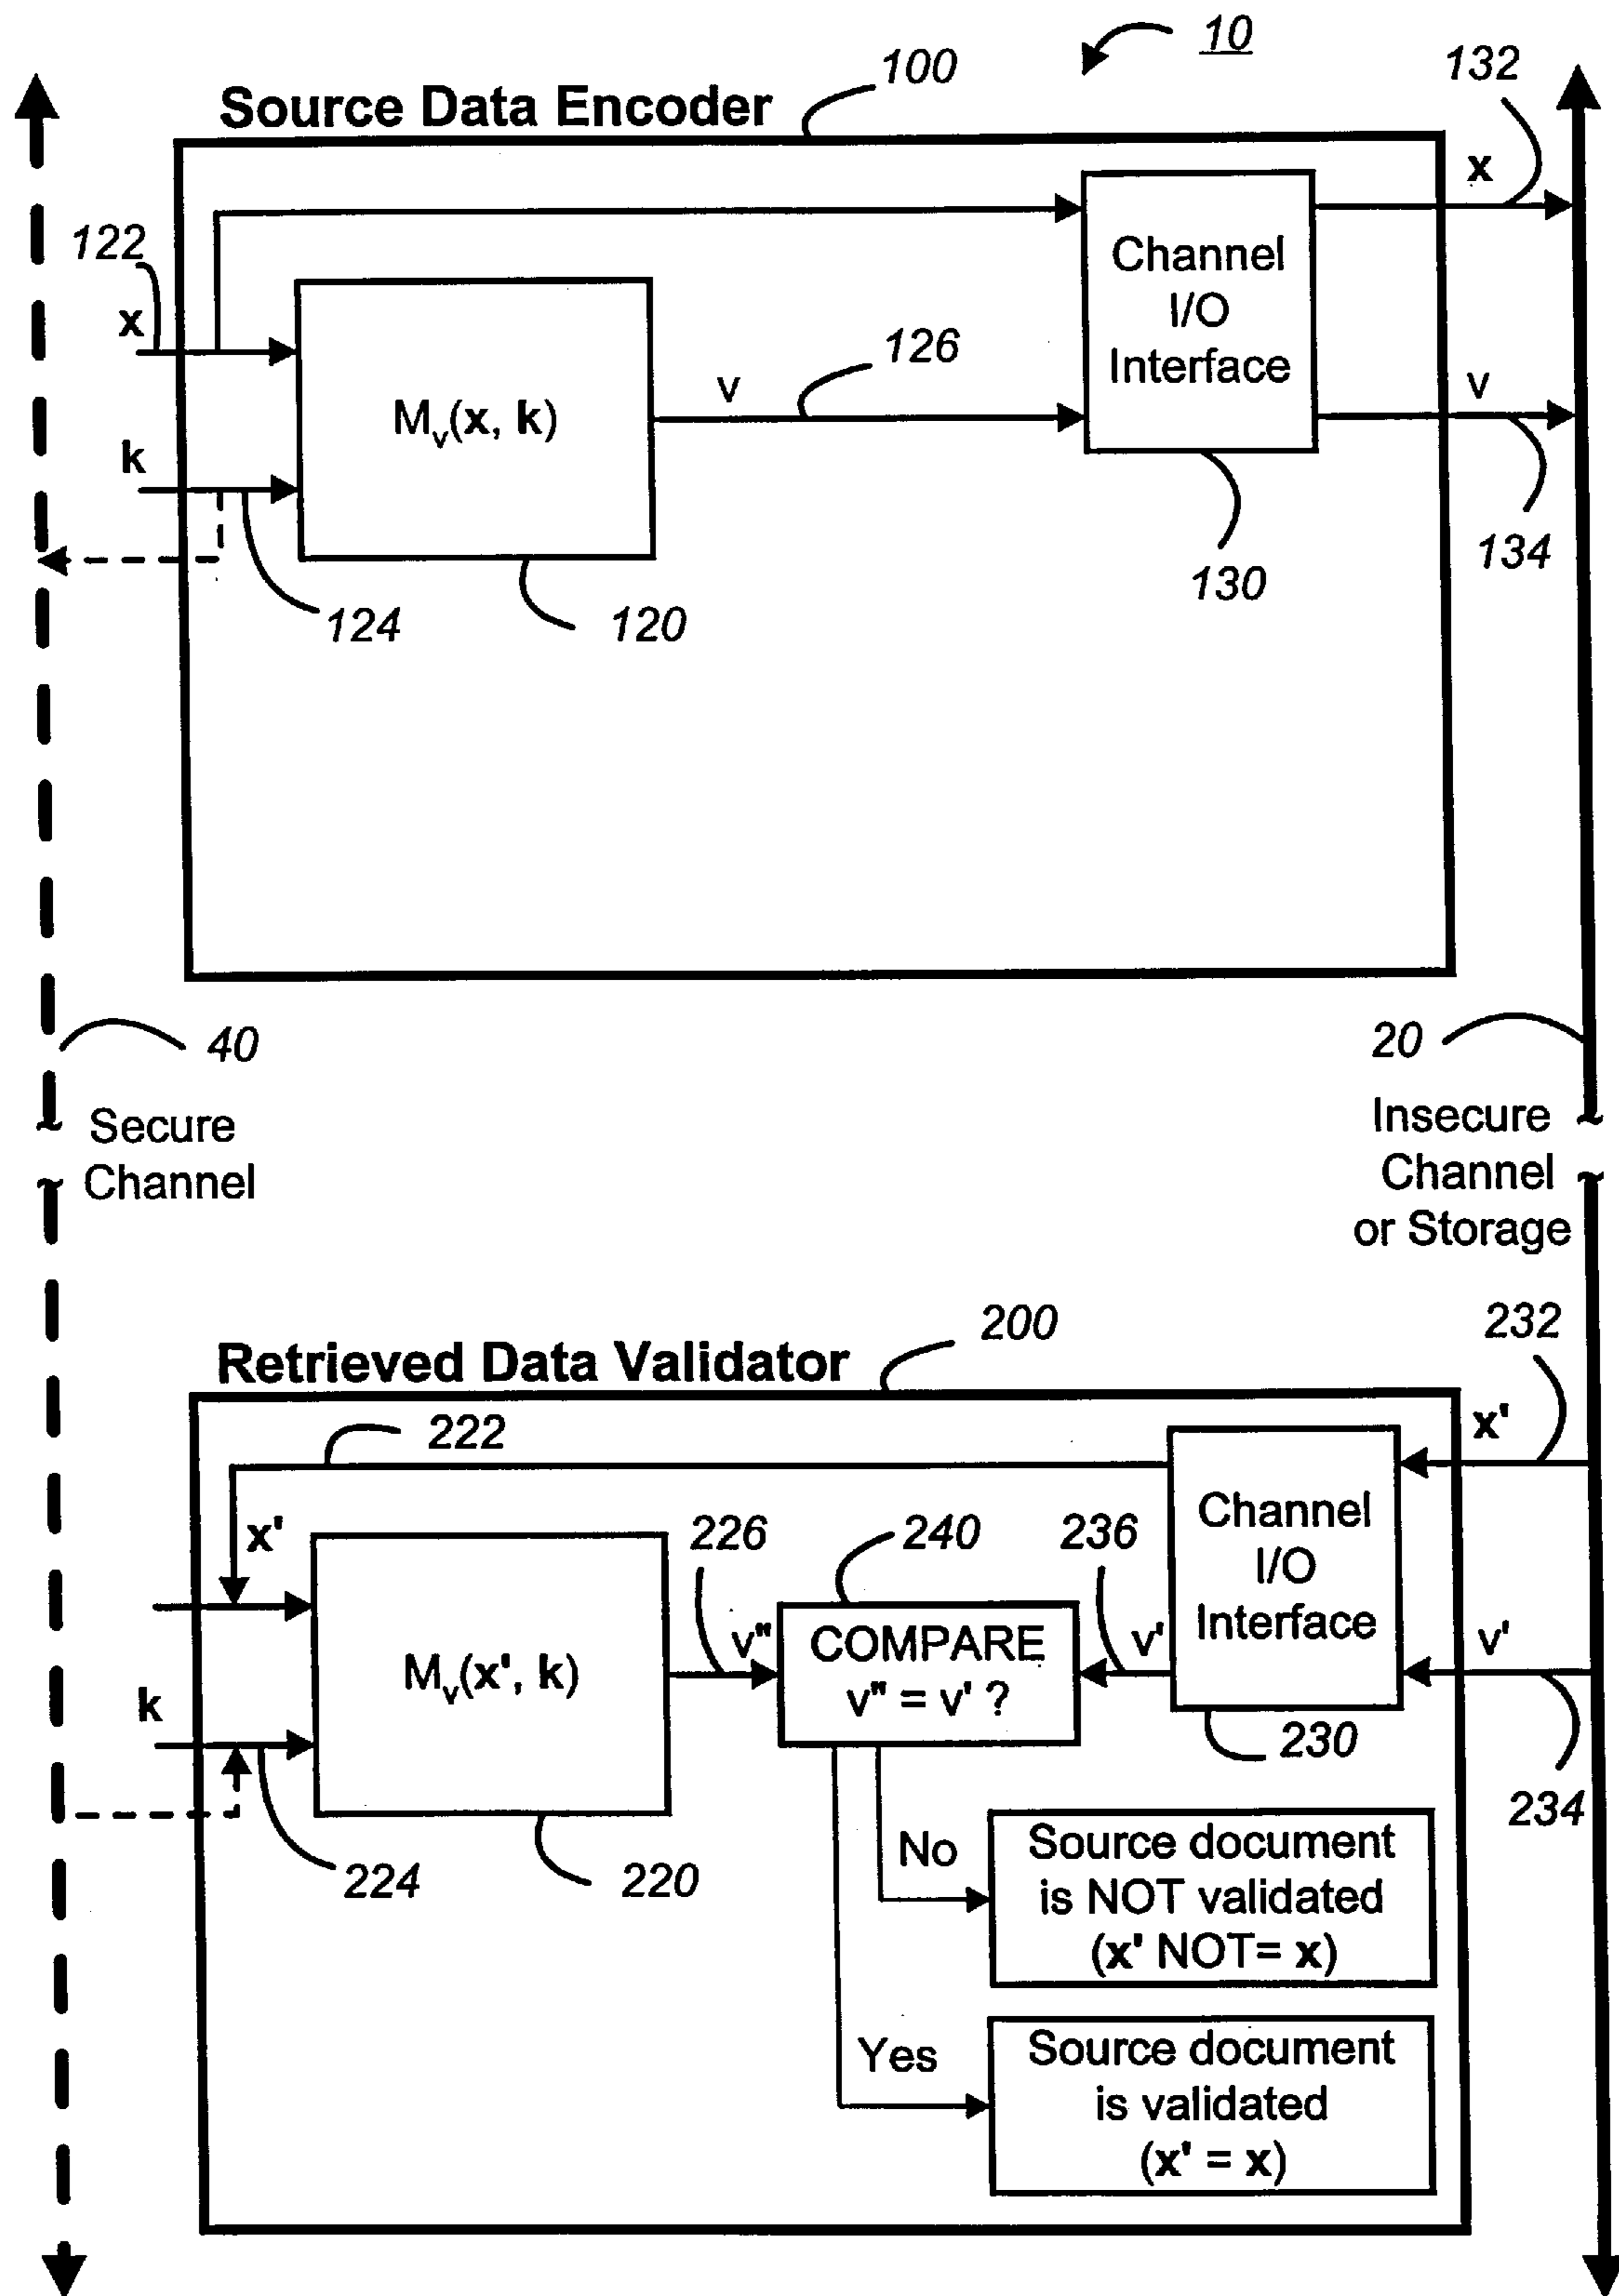 10
100
132
Source Data Encoder
x
122
Channel
I/O
Interface
x
126
v
v
Mv(x, k)
k
134
130
124
120
40
20
Secure
Channel
Insecure
Channel
or Storage
200
232
Retrieved Data Validator
x'
222
Channel
I/O
Interface
226
240
236
x'
v"
COMPARE
v" = v' ?
v'
v'
Mv(x', k)
k
230
234
224
220
No
Source document
is NOT validated
(x' NOT= x)
Yes
Source document
is validated
(x' = x)